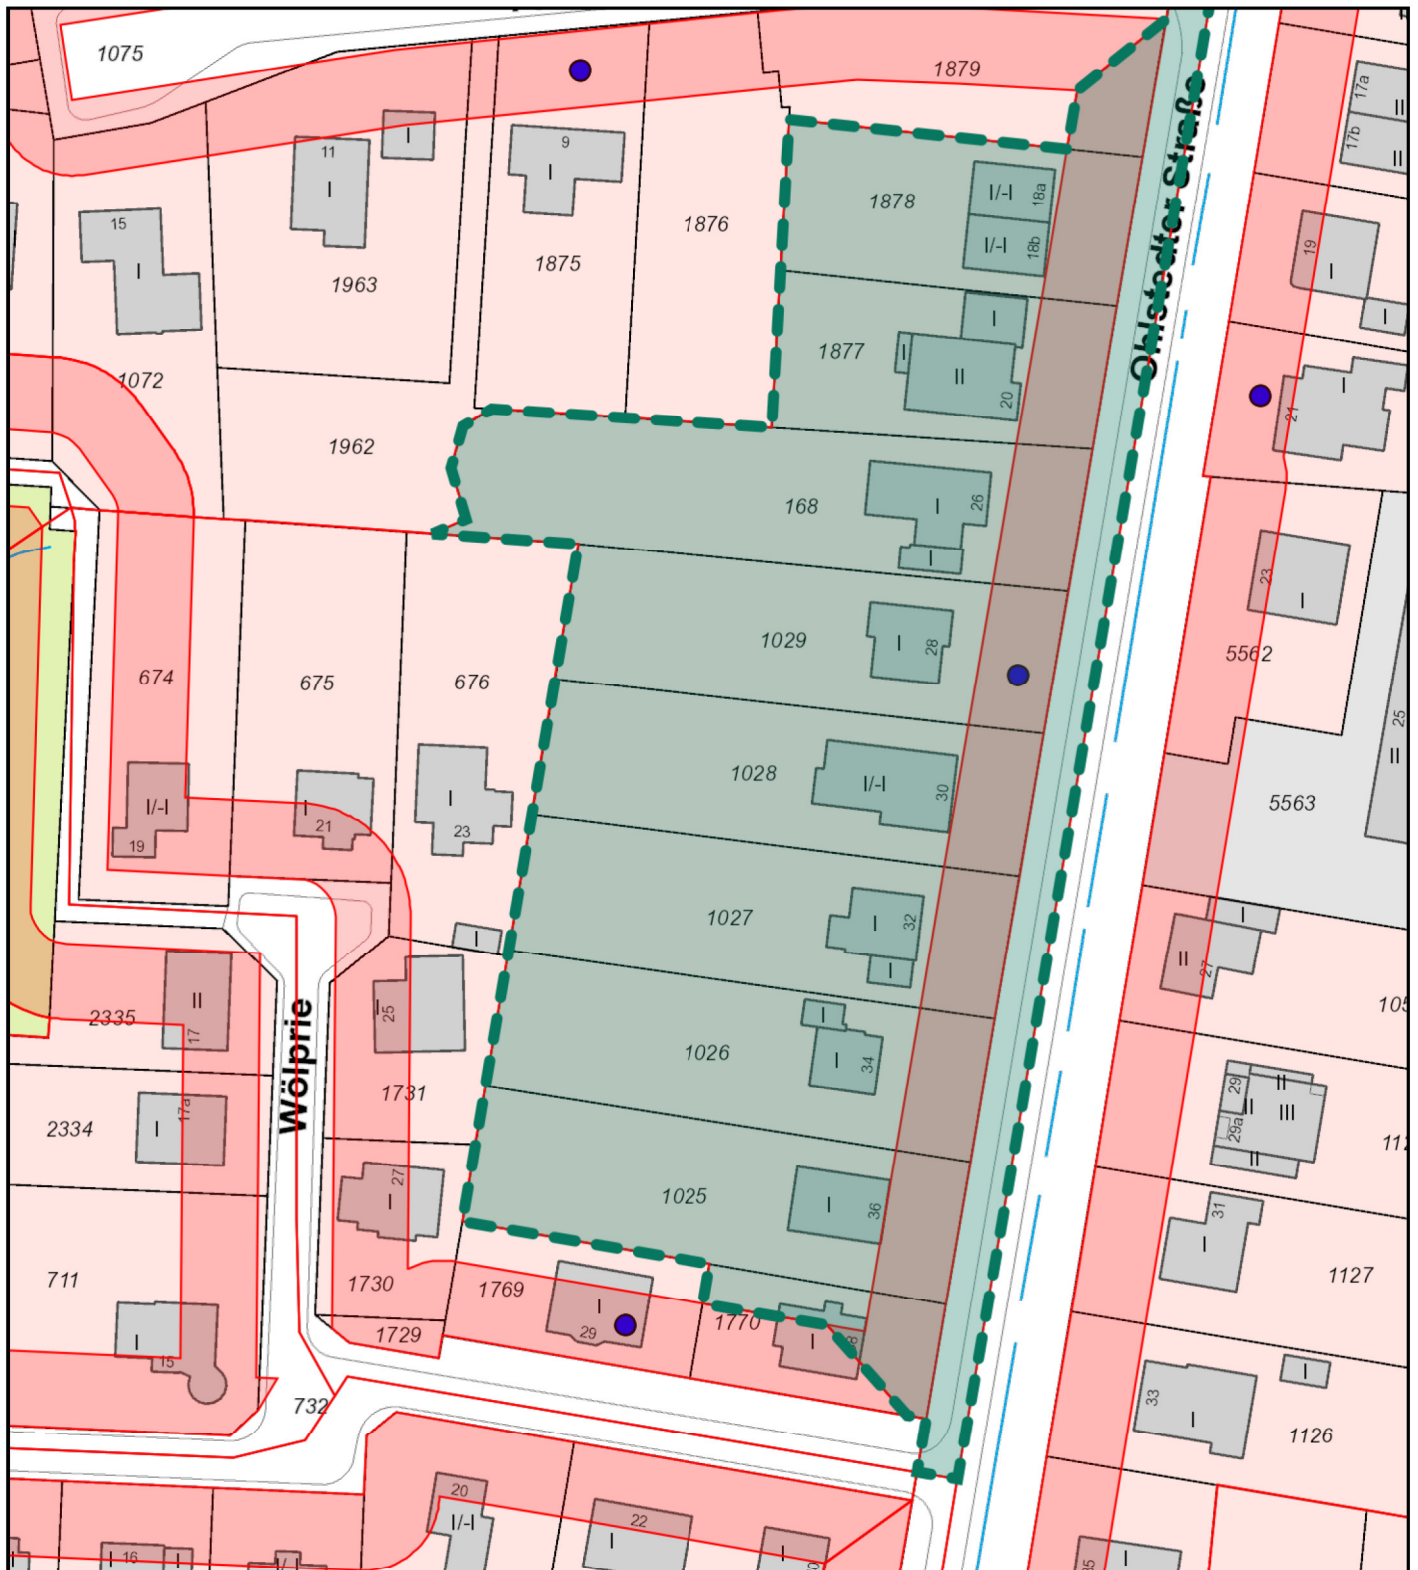 1075
1879
17a
II
17b
II
9
I
11
I
I
1878
I/-I
18a
I/-I
18b
Ohlstedter Straße
15
I
1963
1875
1876
19
I
I
1877
I
I
II
20
1072
1962
I
21
168
I
26
I
23
I
1029
I
28
5562
674
675
676
25
II
1028
I/-I
30
5563
I/-I
19
I
21
I
23
1027
I
32
I
I
I
II
27
2335
II
17
I
25
Wölprie
1026
I
I
34
2334
I
17a
1731
29
II
II
III
29a
II
711
I
27
1025
I
36
31
I
1127
1730
1769
I
29
1729
1770
I
I
15
732
33
I
I
1126
20
I/-I
22
I
I
I
16
I
I